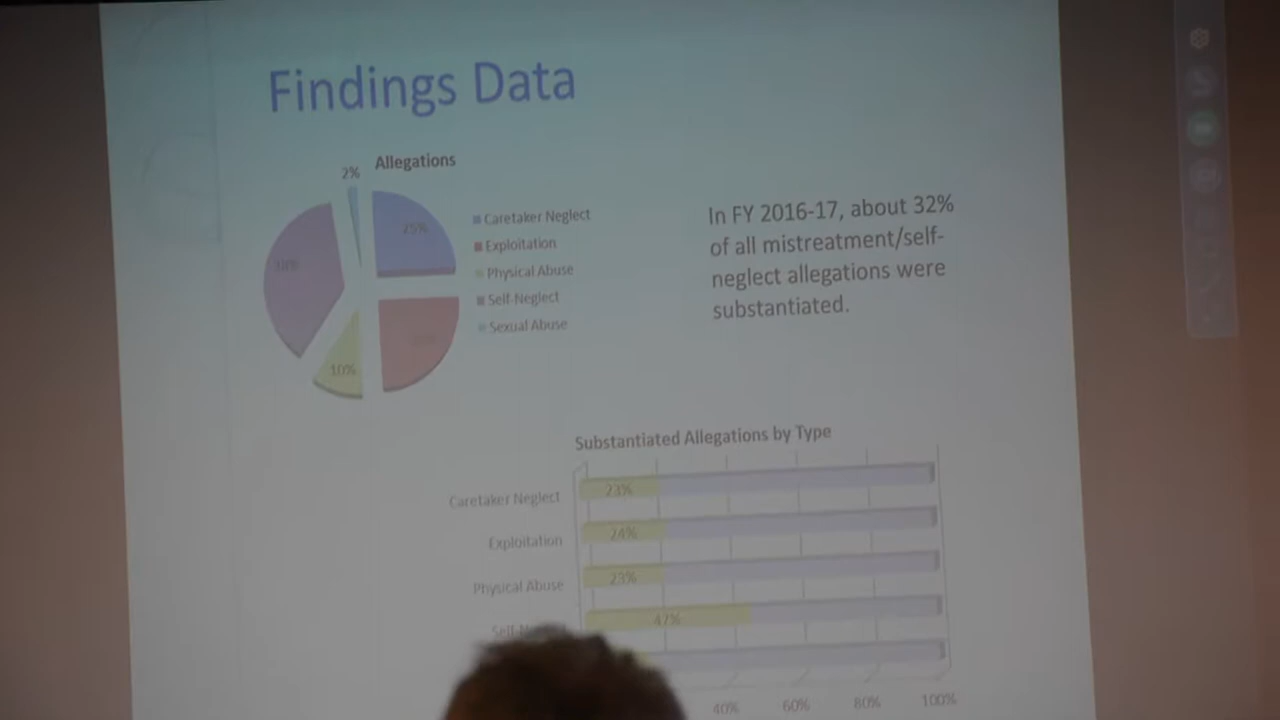 Findings Data
Allegations
2%
25%
10%
Caretaker Neglect
Exploitation
Physical Abuse
Self-Neglect
Sexual Abuse
In FY 2016-17, about 32%
of all mistreatment/self-
neglect allegations were
substantiated.
Substantiated Allegations by Type
Caretaker Neglect
23%
Exploitation
24%
Physical Abuse
23%
47%
40% 60% 80% 100%